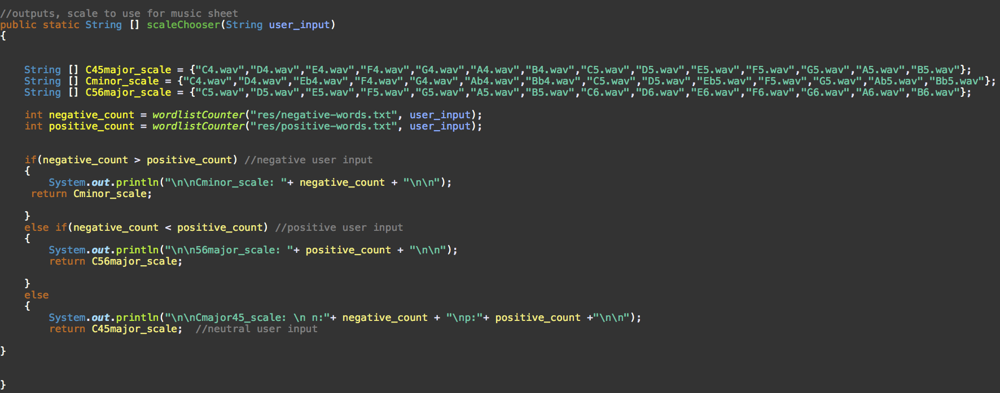 //outputs, scale to use for music sheet
public static String [] scaleChooser(String user_input)
{
String [] C45major_scale = {"C4.wav","D4.wav","E4.wav","F4.wav","G4.wav","A4.wav","B4.wav","C5.wav","D5.wav","E5.wav","F5.wav","G5.wav","A5.wav","B5.wav"};
String [] Cminor_scale = {"C4.wav","D4.wav","Eb4.wav","F4.wav","G4.wav","Ab4.wav","Bb4.wav","C5.wav","D5.wav","Eb5.wav","F5.wav","G5.wav","Ab5.wav","Bb5.wav"};
String [] C56major_scale = {"C5.wav","D5.wav","E5.wav","F5.wav","G5.wav","A5.wav","B5.wav","C6.wav","D6.wav","E6.wav","F6.wav","G6.wav","A6.wav","B6.wav"};
int negative_count = wordlistCounter("res/negative-words.txt", user_input);
int positive_count = wordlistCounter("res/positive-words.txt", user_input);
if(negative_count > positive_count) //negative user input
{
System.out.println("\n\nCminor_scale: "+ negative_count + "\n\n");
return Cminor_scale;
}
else if(negative_count < positive_count) //positive user input
{
System.out.println("\n\n56major_scale: "+ positive_count + "\n\n");
return C56major_scale;
}
else
{
System.out.println("\n\nCmajor45_scale: \n n:"+ negative_count + "\np:"+ positive_count +"\n\n");
return C45major_scale;  //neutral user input
}
}